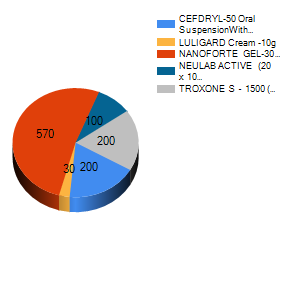 CEFDRYL-50 Oral
SuspensionWith...
LULIGARD Cream -10g
NANOFORTE GEL-30...
NEULAB ACTIVE (20
x 10...
TROXONE S - 1500 (...
570
100
200
30
200